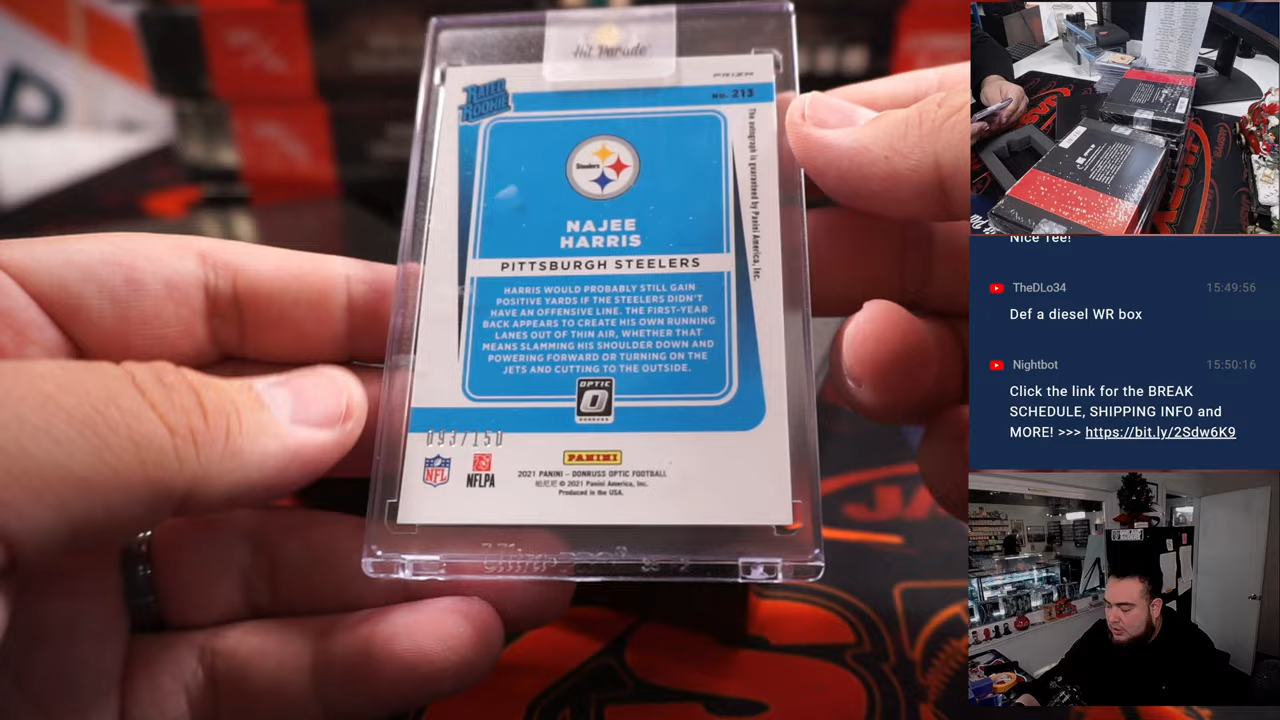 Hit Parade
RATED
ROOKIE
PRIZM
NO. 213
The autograph is guaranteed by Panini America, Inc.
Steelers
NAJEE
HARRIS
PITTSBURGH STEELERS
HARRIS WOULD PROBABLY STILL GAIN
POSITIVE YARDS IF THE STEELERS DIDN'T
HAVE AN OFFENSIVE LINE. THE FIRST-YEAR
BACK APPEARS TO CREATE HIS OWN RUNNING
LANES OUT OF THIN AIR, WHETHER THAT
MEANS SLAMMING HIS SHOULDER DOWN AND
POWERING FORWARD OR TURNING ON THE
JETS AND CUTTING TO THE OUTSIDE.
OPTIC
DONRUSS
093/150
NFL
NFLPA
PANINI
2021 PANINI – DONRUSS OPTIC FOOTBALL
帕尼尼 © 2021 Panini America, Inc.
Produced in the USA.
Nice Tee!
TheDLo34
15:49:56
Def a diesel WR box
Nightbot
15:50:16
Click the link for the BREAK
SCHEDULE, SHIPPING INFO and
MORE! >>> https://bit.ly/2Sdw6K9